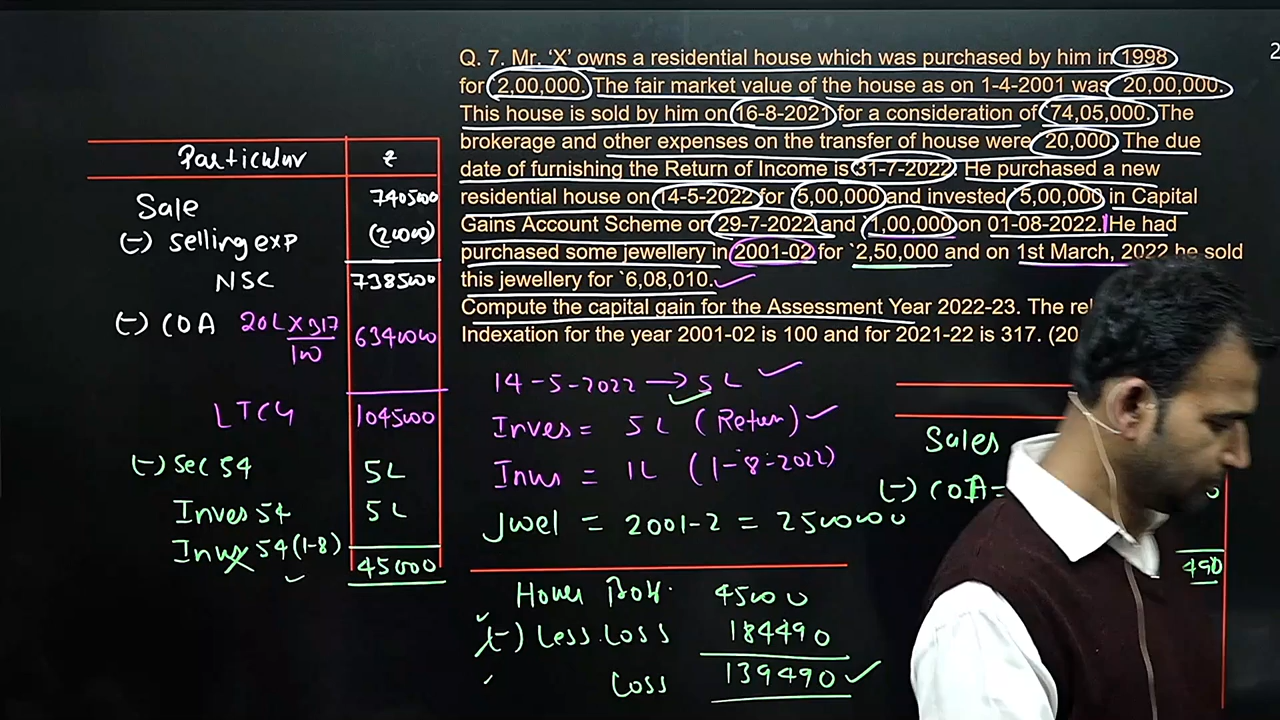 Q. 7. Mr. ‘X’ owns a residential house which was purchased by him in 1998
for `2,00,000. The fair market value of the house as on 1-4-2001 was `20,00,000.
This house is sold by him on 16-8-2021 for a consideration of `74,05,000. The
brokerage and other expenses on the transfer of house were `20,000. The due
date of furnishing the Return of Income is 31-7-2022. He purchased a new
residential house on 14-5-2022 for `5,00,000 and invested `5,00,000 in Capital
Gains Account Scheme on 29-7-2022 and `1,00,000 on 01-08-2022. He had
purchased some jewellery in 2001-02 for `2,50,000 and on 1st March, 2022 he sold
this jewellery for `6,08,010.
Compute the capital gain for the Assessment Year 2022-23. The
Indexation for the year 2001-02 is 100 and for 2021-22 is 317.
2
Particular ₹
Sale 7405000
(-) Selling exp (20000)
NSC 7385000
(-) COA 20L X 317 6340000
100
LTCG 1045000
(-) Sec 54 5L
Inves 54 5L
Inves 54 (1-8)
45000
14-5-2022 → 5L
Inves = 5L (Return)
Inves = 1L (1-8-2022)
Jwel = 2001-2 = 2500000
House Prop. 45000
(-) Less Loss 184490
Loss 139490
Sales
(-) COA =
490